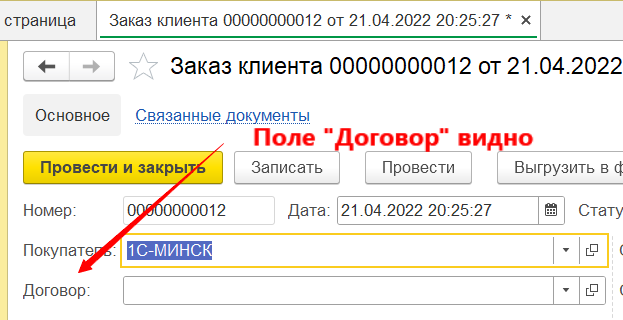 страница
Заказ клиента 00000000012 от 21.04.2022 20:25:27 *
Заказ клиента 00000000012 от 21.04.2022
Основное Связанные документы
Поле "Договор" видно
Провести и закрыть Записать Провести Выгрузить в ф
Номер: 00000000012 Дата: 21.04.2022 20:25:27 Стату
Покупатель: 1С-МИНСК
Договор: